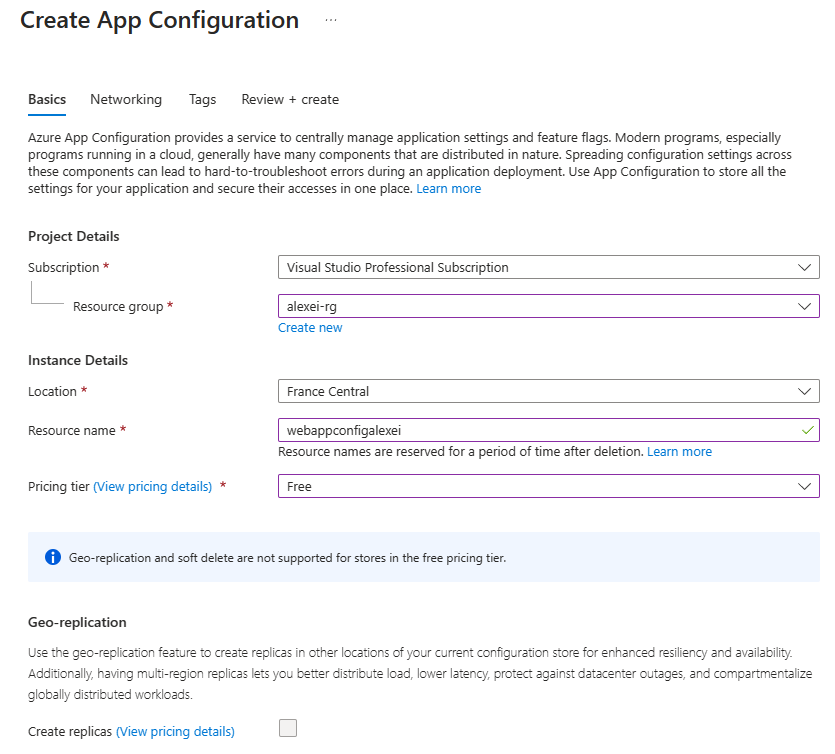 Create App Configuration ...
Basics Networking Tags Review + create
Azure App Configuration provides a service to centrally manage application settings and feature flags. Modern programs, especially
programs running in a cloud, generally have many components that are distributed in nature. Spreading configuration settings across
these components can lead to hard-to-troubleshoot errors during an application deployment. Use App Configuration to store all the
settings for your application and secure their accesses in one place. Learn more
Project Details
Subscription * Visual Studio Professional Subscription
Resource group * alexei-rg
Create new
Instance Details
Location * France Central
Resource name * webappconfigalexei
Resource names are reserved for a period of time after deletion. Learn more
Pricing tier (View pricing details) * Free
Geo-replication and soft delete are not supported for stores in the free pricing tier.
Geo-replication
Use the geo-replication feature to create replicas in other locations of your current configuration store for enhanced resiliency and availability.
Additionally, having multi-region replicas lets you better distribute load, lower latency, protect against datacenter outages, and compartmentalize
globally distributed workloads.
Create replicas (View pricing details)